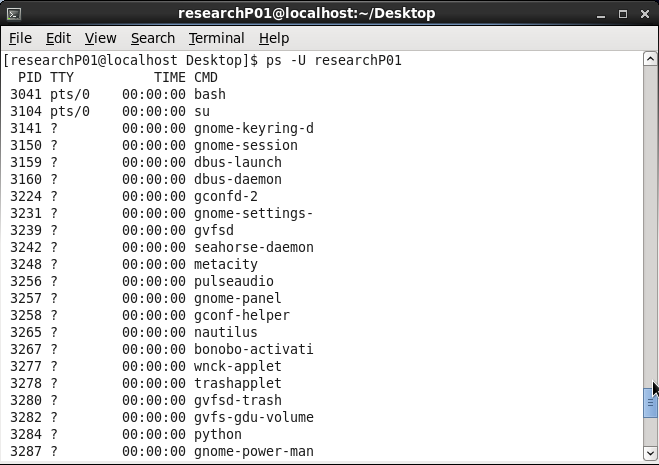 researchP01@localhost:~/Desktop
File Edit View Search Terminal Help
[researchP01@localhost Desktop]$ ps -U researchP01
  PID TTY          TIME CMD
 3041 pts/0    00:00:00 bash
 3104 pts/0    00:00:00 su
 3141 ?        00:00:00 gnome-keyring-d
 3150 ?        00:00:00 gnome-session
 3159 ?        00:00:00 dbus-launch
 3160 ?        00:00:00 dbus-daemon
 3224 ?        00:00:00 gconfd-2
 3231 ?        00:00:00 gnome-settings-
 3239 ?        00:00:00 gvfsd
 3242 ?        00:00:00 seahorse-daemon
 3248 ?        00:00:00 metacity
 3256 ?        00:00:00 pulseaudio
 3257 ?        00:00:00 gnome-panel
 3258 ?        00:00:00 gconf-helper
 3265 ?        00:00:00 nautilus
 3267 ?        00:00:00 bonobo-activati
 3277 ?        00:00:00 wnck-applet
 3278 ?        00:00:00 trashapplet
 3280 ?        00:00:00 gvfsd-trash
 3282 ?        00:00:00 gvfs-gdu-volume
 3284 ?        00:00:00 python
 3287 ?        00:00:00 gnome-power-man